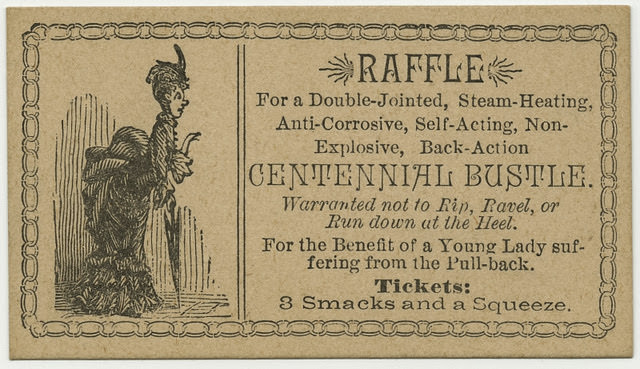 RAFFLE
For a Double-Jointed, Steam-Heating,
Anti-Corrosive, Self-Acting, Non-
Explosive, Back-Action
CENTENNIAL BUSTLE.
Warranted not to Rip, Ravel, or
Run down at the Heel.
For the Benefit of a Young Lady suf-
fering from the Pull-back.
Tickets:
3 Smacks and a Squeeze.